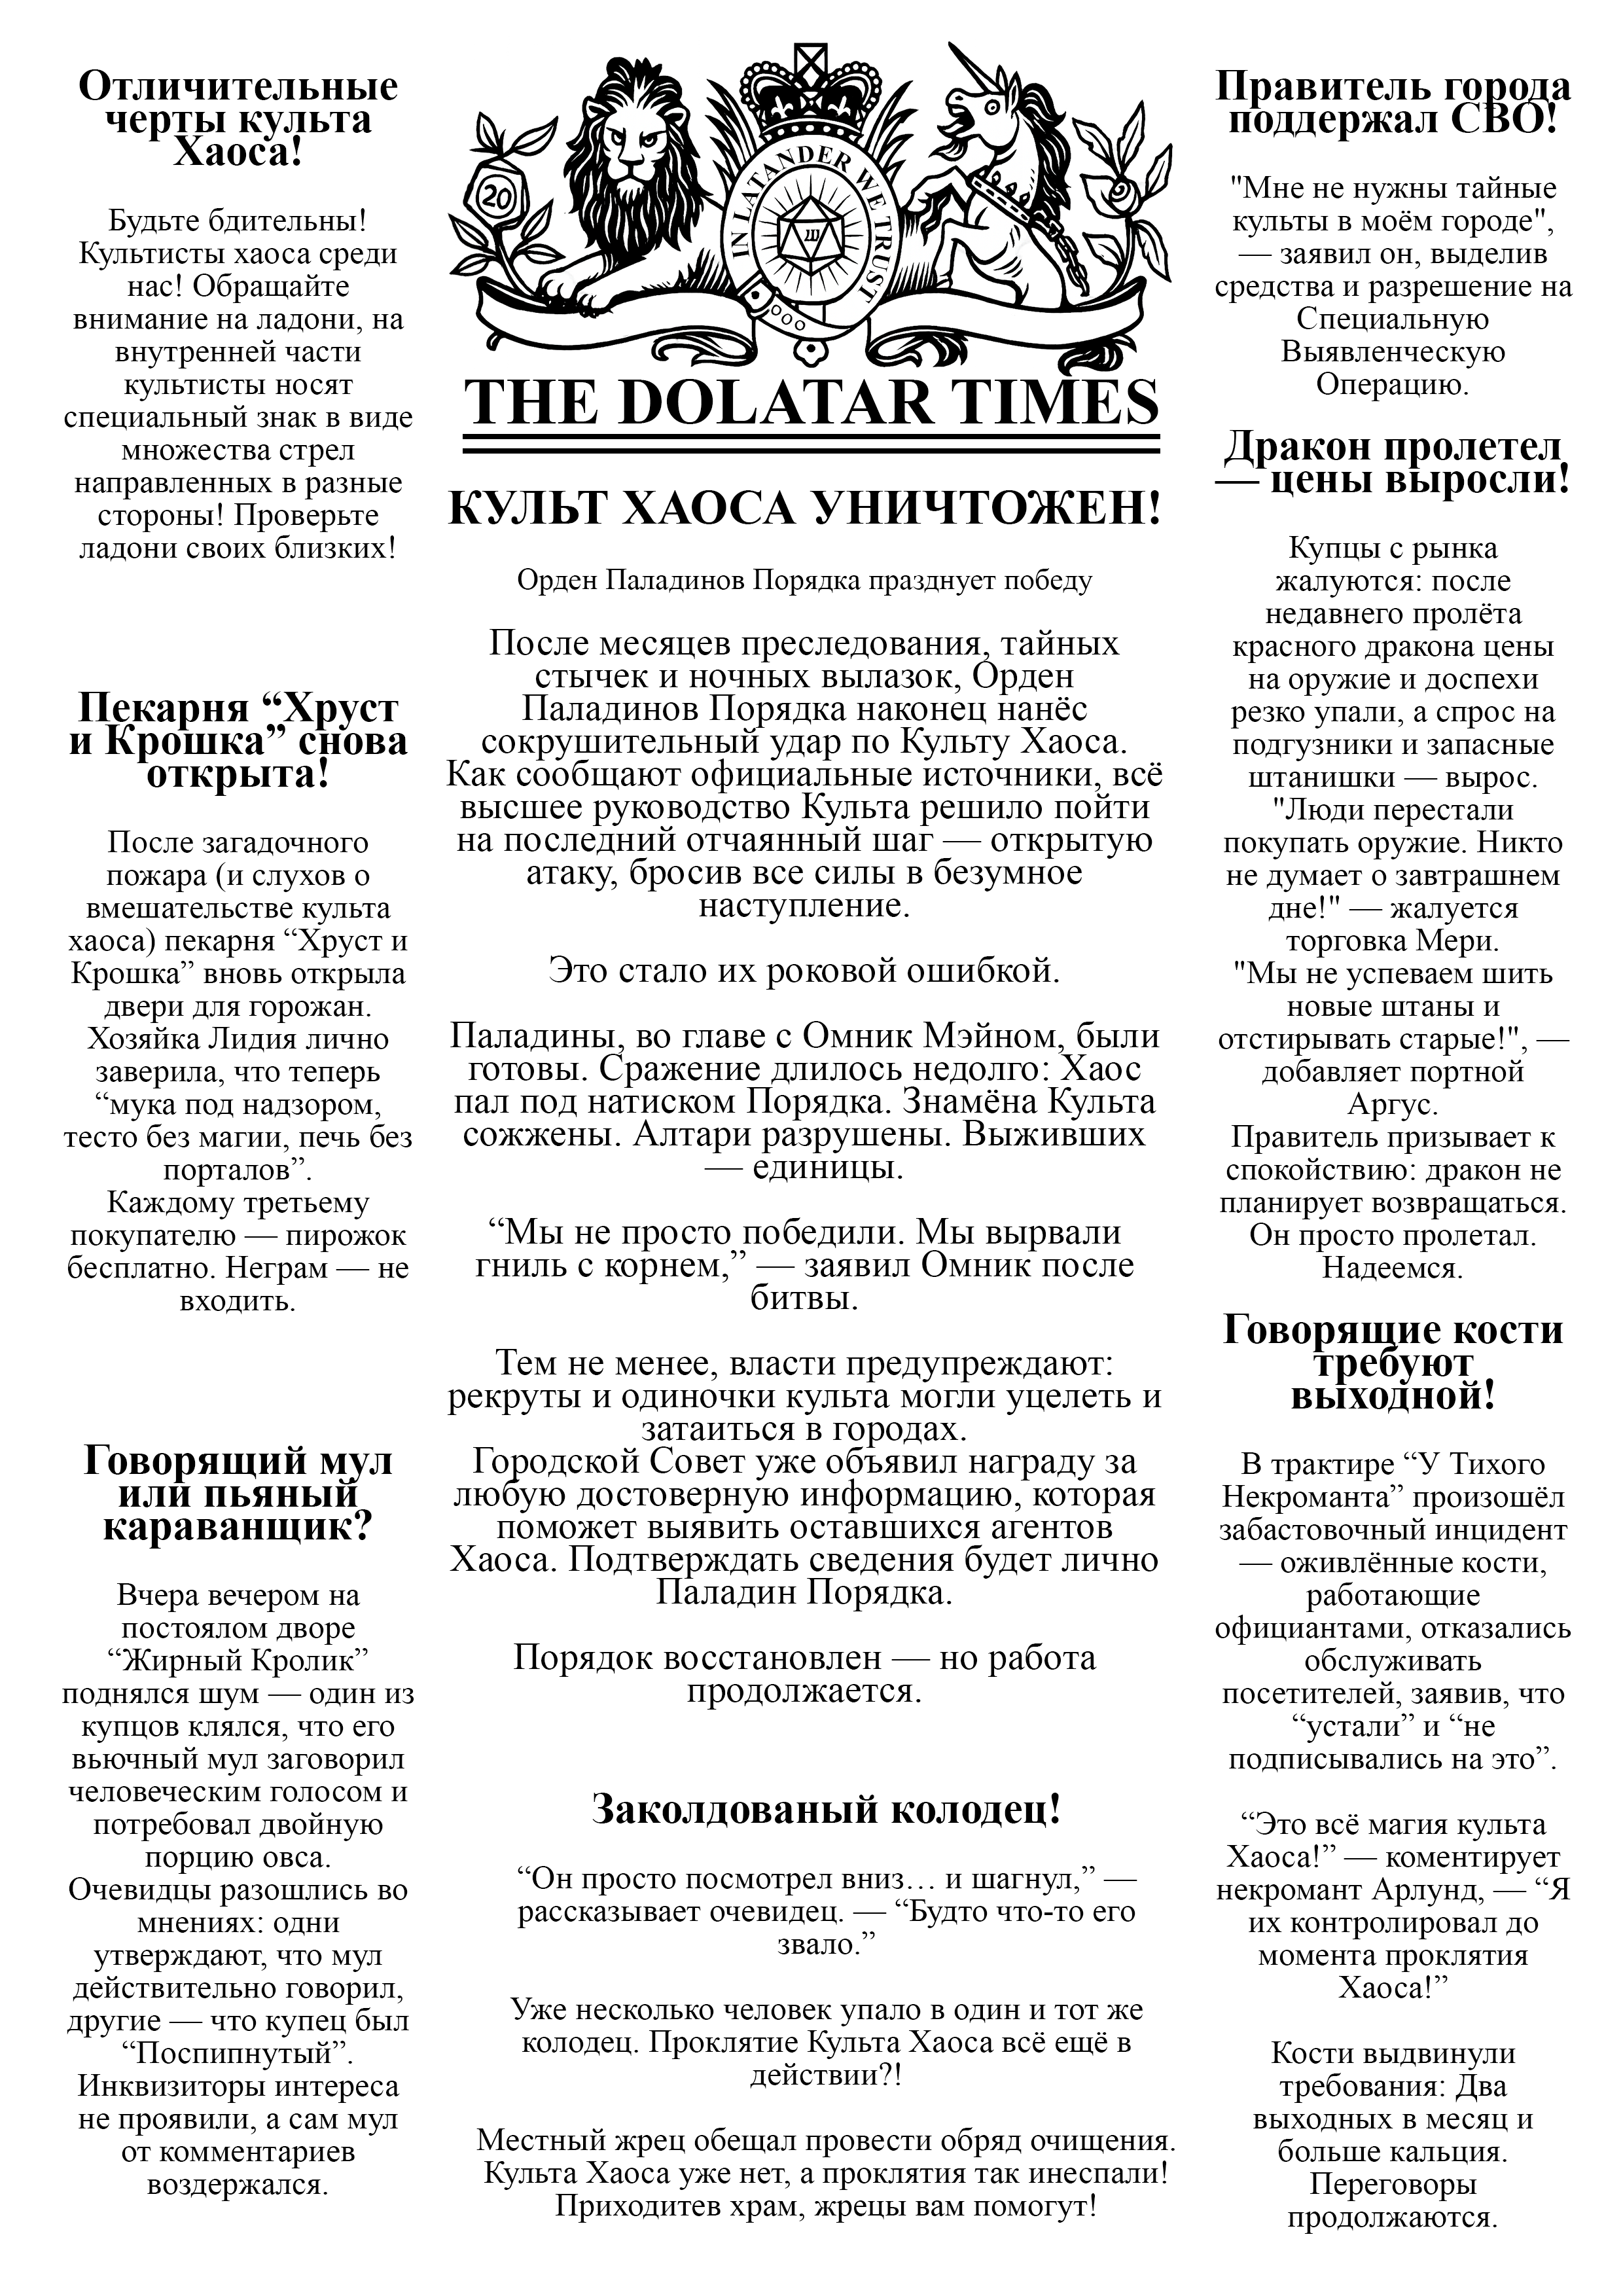 Отличительные
черты культа
Хаоса!
Будьте бдительны!
Культисты хаоса среди
нас! Обращайте
внимание на ладони, на
внутренней части
культисты носят
специальный знак в виде
множества стрел
направленных в разные
стороны! Проверьте
ладони своих близких!
Пекарня “Хруст
и Крошка” снова
открыта!
После загадочного
пожара (и слухов о
вмешательстве культа
хаоса) пекарня “Хруст и
Крошка” вновь открыла
двери для горожан.
Хозяйка Лидия лично
заверила, что теперь
“мука под надзором,
тесто без магии, печь без
порталов”.
Каждому третьему
покупателю — пирожок
бесплатно. Неграм — не
входить.
Говорящий мул
или пьяный
караванщик?
Вчера вечером на
постоялом дворе
“Жирный Кролик”
поднялся шум — один из
купцов клялся, что его
вьючный мул заговорил
человеческим голосом и
потребовал двойную
порцию овса.
Очевидцы разошлись во
мнениях: одни
утверждают, что мул
действительно говорил,
другие — что купец был
“Поспипнутый”.
Инквизиторы интереса
не проявили, а сам мул
от комментариев
воздержался.
20
IN LATANDER WE TRUST
THE DOLATAR TIMES
КУЛЬТ ХАОСА УНИЧТОЖЕН!
Орден Паладинов Порядка празднует победу
После месяцев преследования, тайных
стычек и ночных вылазок, Орден
Паладинов Порядка наконец нанёс
сокрушительный удар по Культу Хаоса.
Как сообщают официальные источники, всё
высшее руководство Культа решило пойти
на последний отчаянный шаг — открытую
атаку, бросив все силы в безумное
наступление.
Это стало их роковой ошибкой.
Паладины, во главе с Омник Мэйном, были
готовы. Сражение длилось недолго: Хаос
пал под натиском Порядка. Знамёна Культа
сожжены. Алтари разрушены. Выживших
— единицы.
“Мы не просто победили. Мы вырвали
гниль с корнем,” — заявил Омник после
битвы.
Тем не менее, власти предупреждают:
рекруты и одиночки культа могли уцелеть и
затаиться в городах.
Городской Совет уже объявил награду за
любую достоверную информацию, которая
поможет выявить оставшихся агентов
Хаоса. Подтверждать сведения будет лично
Паладин Порядка.
Порядок восстановлен — но работа
продолжается.
Заколдованый колодец!
“Он просто посмотрел вниз… и шагнул,” —
рассказывает очевидец. — “Будто что-то его
звало.”
Уже несколько человек упало в один и тот же
колодец. Проклятие Культа Хаоса всё ещё в
действии?!
Местный жрец обещал провести обряд очищения.
Культа Хаоса уже нет, а проклятия так инеспали!
Приходитев храм, жрецы вам помогут!
Правитель города
поддержал СВО!
"Мне не нужны тайные
культы в моём городе",
— заявил он, выделив
средства и разрешение на
Специальную
Выявленческую
Операцию.
Дракон пролетел
— цены выросли!
Купцы с рынка
жалуются: после
недавнего пролёта
красного дракона цены
на оружие и доспехи
резко упали, а спрос на
подгузники и запасные
штанишки — вырос.
"Люди перестали
покупать оружие. Никто
не думает о завтрашнем
дне!" — жалуется
торговка Мери.
"Мы не успеваем шить
новые штаны и
отстирывать старые!", —
добавляет портной
Аргус.
Правитель призывает к
спокойствию: дракон не
планирует возвращаться.
Он просто пролетал.
Надеемся.
Говорящие кости
требуют
выходной!
В трактире “У Тихого
Некроманта” произошёл
забастовочный инцидент
— оживлённые кости,
работающие
официантами, отказались
обслуживать
посетителей, заявив, что
“устали” и “не
подписывались на это”.
“Это всё магия культа
Хаоса!” — коментирует
некромант Арлунд, — “Я
их контролировал до
момента проклятия
Хаоса!”
Кости выдвинули
требования: Два
выходных в месяц и
больше кальция.
Переговоры
продолжаются.